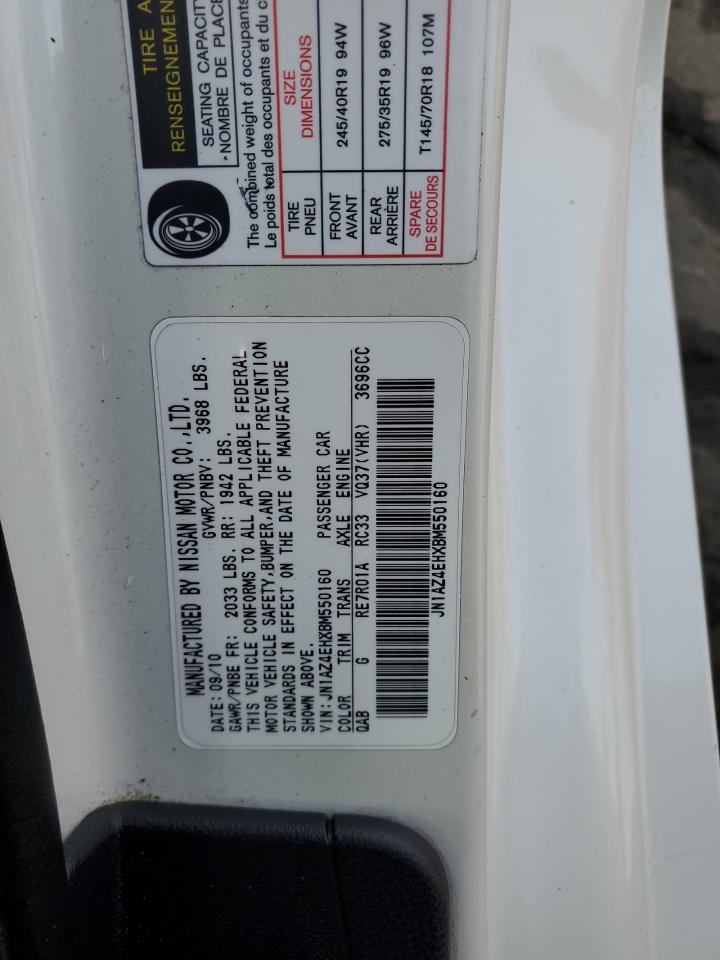 TIRE A
RENSEIGNEMEN
SEATING CAPACITY
NOMBRE DE PLACE
The combined weight of occupants
Le poids total des occupants et du c
TIRE SIZE
PNEU DIMENSIONS
FRONT 245/40R19 94W
AVANT
REAR 275/35R19 96W
ARRIÈRE
SPARE T145/70R18 107M
DE SECOURS
MANUFACTURED BY NISSAN MOTOR CO.,LTD.
DATE:09/10 GVWR/PNBV: 3968 LBS.
GAWR/PNBE FR: 2033 LBS. RR: 1942 LBS.
THIS VEHICLE CONFORMS TO ALL APPLICABLE FEDERAL
MOTOR VEHICLE SAFETY,BUMPER,AND THEFT PREVENTION
STANDARDS IN EFFECT ON THE DATE OF MANUFACTURE
SHOWN ABOVE.
VIN:JN1AZ4EHXBM550160 PASSENGER CAR
COLOR TRIM TRANS AXLE ENGINE
QAB G RE7R01A RC33 VQ37(VHR) 3696CC
JN1AZ4EHXBM550160